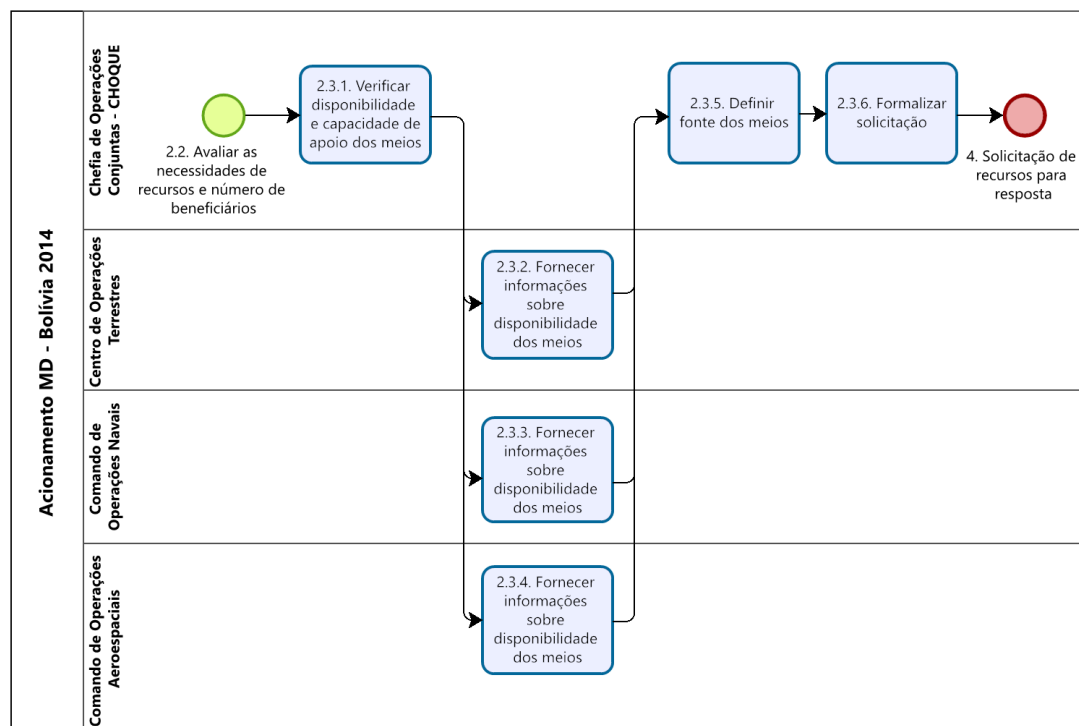 Acionamento MD - Bolívia 2014
Chefia de Operações
Conjuntas - CHOQUE
2.2. Avaliar as
necessidades de
recursos e número de
beneficiários
2.3.1. Verificar
disponibilidade
e capacidade de
apoio dos meios
2.3.5. Definir
fonte dos meios
2.3.6. Formalizar
solicitação
4. Solicitação de
recursos para
resposta
Centro de Operações
Terrestres
2.3.2. Fornecer
informações
sobre
disponibilidade
dos meios
Comando de
Operações Navais
2.3.3. Fornecer
informações
sobre
disponibilidade
dos meios
Comando de Operações
Aeroespaciais
2.3.4. Fornecer
informações
sobre
disponibilidade
dos meios